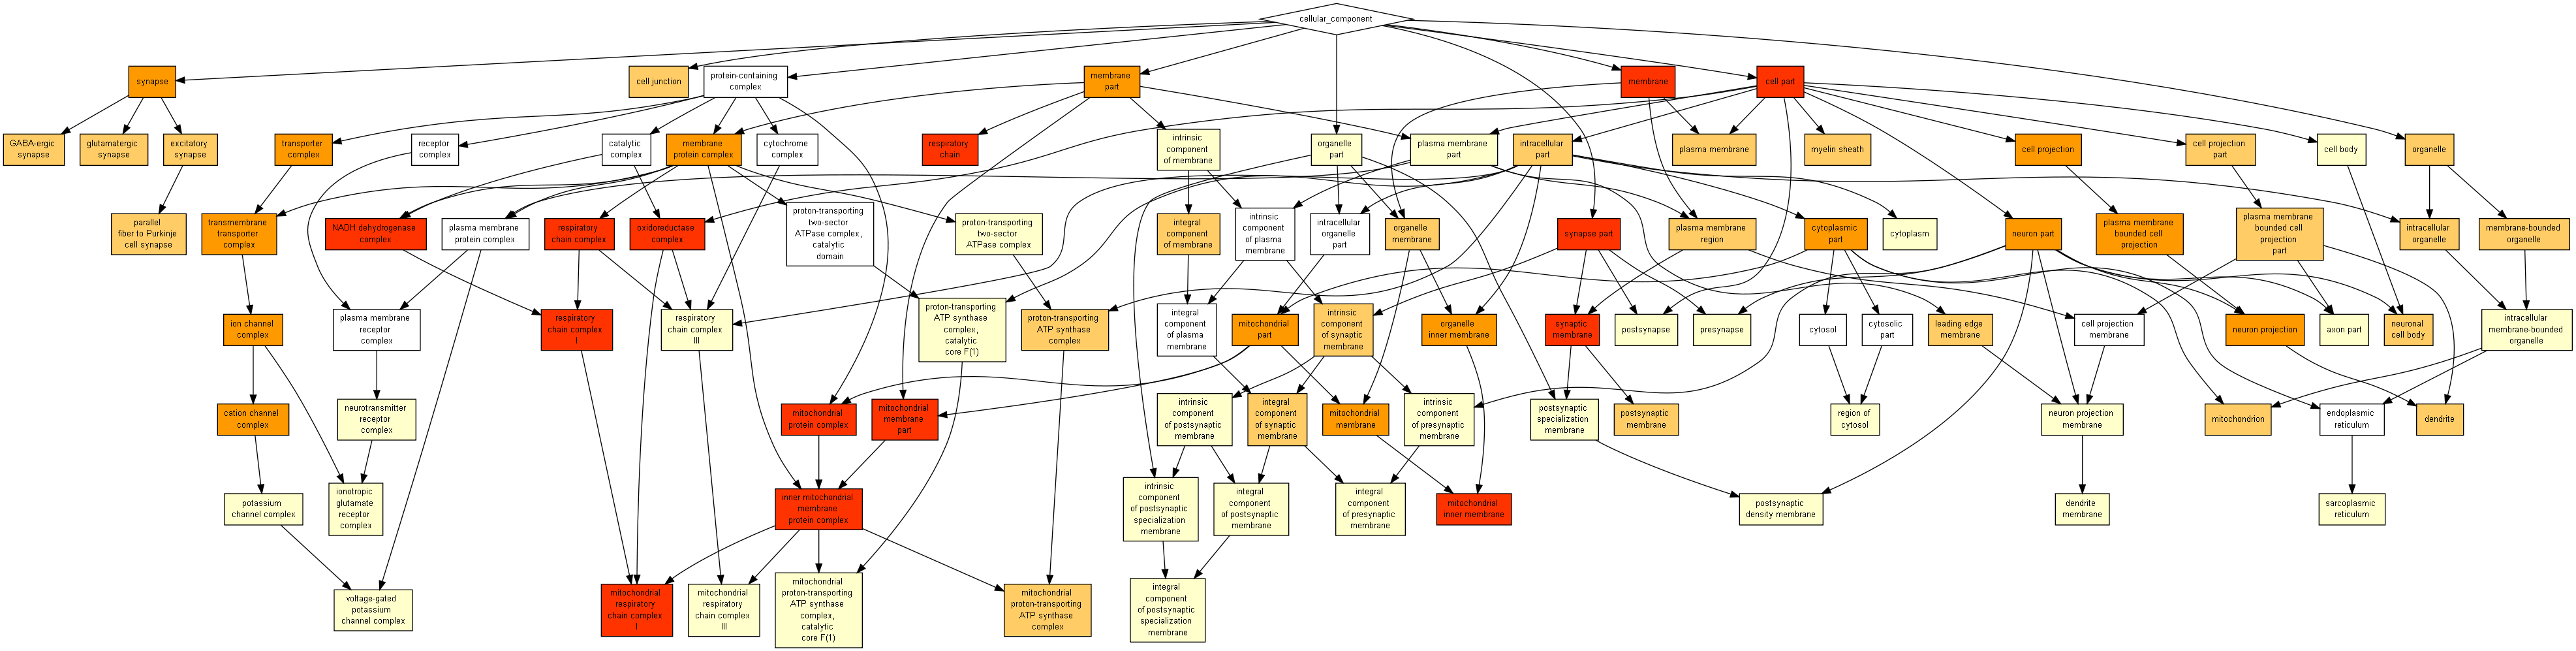 cellular_component
synapse
cell junction
protein-containing
complex
membrane
part
membrane
cell part
GABA-ergic
synapse
glutamatergic
synapse
excitatory
synapse
transporter
complex
receptor
complex
catalytic
complex
membrane
protein complex
cytochrome
complex
respiratory
chain
intrinsic
component
of membrane
organelle
part
plasma membrane
part
intracellular
part
plasma membrane
myelin sheath
cell projection
cell projection
part
cell body
organelle
parallel
fiber to Purkinje
cell synapse
transmembrane
transporter
complex
NADH dehydrogenase
complex
plasma membrane
protein complex
respiratory
chain complex
oxidoreductase
complex
proton-transporting
two-sector
ATPase complex,
catalytic
domain
proton-transporting
two-sector
ATPase complex
integral
component
of membrane
intrinsic
component
of plasma
membrane
intracellular
organelle
part
organelle
membrane
synapse part
plasma membrane
region
cytoplasmic
part
cytoplasm
neuron part
plasma membrane
bounded cell
projection
plasma membrane
bounded cell
projection
part
intracellular
organelle
membrane-bounded
organelle
ion channel
complex
plasma membrane
receptor
complex
respiratory
chain complex
I
respiratory
chain complex
III
proton-transporting
ATP synthase
complex,
catalytic
core F(1)
proton-transporting
ATP synthase
complex
integral
component
of plasma
membrane
mitochondrial
part
intrinsic
component
of synaptic
membrane
organelle
inner membrane
synaptic
membrane
postsynapse
presynapse
cytosol
cytosolic
part
leading edge
membrane
cell projection
membrane
neuron projection
axon part
neuronal
cell body
intracellular
membrane-bounded
organelle
cation channel
complex
neurotransmitter
receptor
complex
mitochondrial
protein complex
mitochondrial
membrane
part
intrinsic
component
of postsynaptic
membrane
integral
component
of synaptic
membrane
mitochondrial
membrane
intrinsic
component
of presynaptic
membrane
postsynaptic
specialization
membrane
postsynaptic
membrane
region of
cytosol
neuron projection
membrane
mitochondrion
endoplasmic
reticulum
dendrite
potassium
channel complex
ionotropic
glutamate
receptor
complex
inner mitochondrial
membrane
protein complex
intrinsic
component
of postsynaptic
specialization
membrane
integral
component
of postsynaptic
membrane
integral
component
of presynaptic
membrane
mitochondrial
inner membrane
postsynaptic
density membrane
dendrite
membrane
sarcoplasmic
reticulum
voltage-gated
potassium
channel complex
mitochondrial
respiratory
chain complex
I
mitochondrial
respiratory
chain complex
III
mitochondrial
proton-transporting
ATP synthase
complex,
catalytic
core F(1)
mitochondrial
proton-transporting
ATP synthase
complex
integral
component
of postsynaptic
specialization
membrane